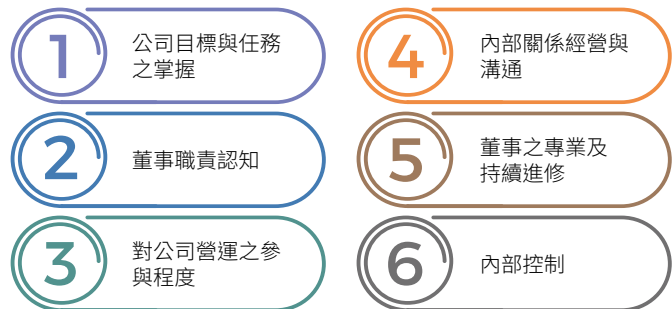 1
公司目標與任務
之掌握
2
董事職責認知
3
對公司營運之參
與程度
4
內部關係經營與
溝通
5
董事之專業及
持續進修
6
內部控制